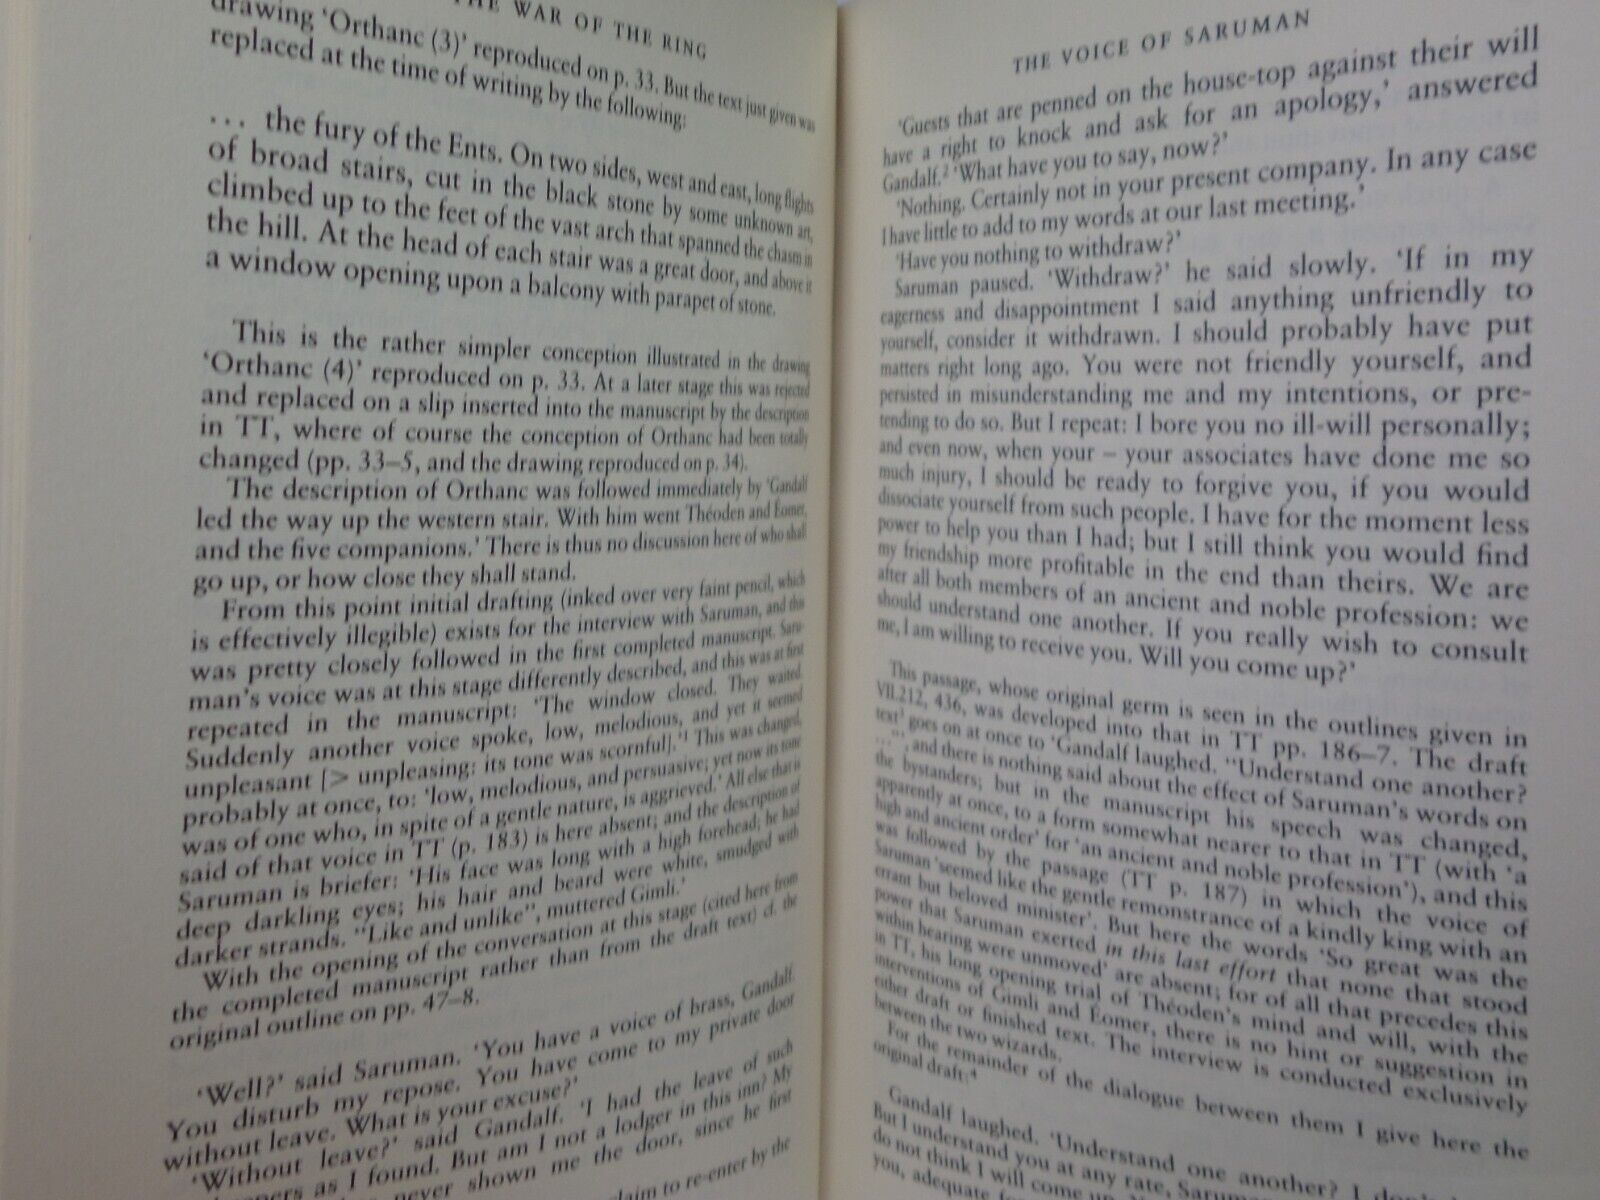 THE WAR OF THE RING
drawing 'Orthanc (3)' reproduced on p. 33. But the text just given was
replaced at the time of writing by the following:
... the fury of the Ents. On two sides, west and east, long flights
of broad stairs, cut in the black stone by some unknown art,
climbed up to the feet of the vast arch that spanned the chasm in
the hill. At the head of each stair was a great door, and above it
a window opening upon a balcony with parapet of stone.
This is the rather simpler conception illustrated in the drawing
'Orthanc (4)' reproduced on p. 33. At a later stage this was rejected
and replaced on a slip inserted into the manuscript by the description
in TT, where of course the conception of Orthanc had been totally
changed (pp. 33–5, and the drawing reproduced on p. 34).
The description of Orthanc was followed immediately by 'Gandalf
led the way up the western stair. With him went Théoden and Éomer,
and the five companions.' There is thus no discussion here of who shall
go up, or how close they shall stand.
From this point initial drafting (inked over very faint pencil, which
is effectively illegible) exists for the interview with Saruman, and this
was pretty closely followed in the first completed manuscript. Saru-
man's voice was at this stage differently described, and this was at first
repeated in the manuscript: 'The window closed. They waited.
Suddenly another voice spoke, low, melodious, and yet it seemed
unpleasant [> unpleasing: its tone was scornful].'1 This was changed,
probably at once, to: 'low, melodious, and persuasive; yet now its tone
was of one who, in spite of a gentle nature, is aggrieved.' All else that is
said of that voice in TT (p. 183) is here absent; and the description of
Saruman is briefer: 'His face was long with a high forehead; he had
deep darkling eyes; his hair and beard were white, smudged with
darker strands. "Like and unlike", muttered Gimli.'
With the opening of the conversation at this stage (cited here from
the completed manuscript rather than from the draft text) cf. the
original outline on pp. 47–8.
'Well?' said Saruman. 'You have a voice of brass, Gandalf.
You disturb my repose. You have come to my private door
without leave. What is your excuse?'
'Without leave?' said Gandalf. 'I had the leave of such
as I found. But am I not a lodger in this inn? My
never shown me the door, since he first
claim to re-enter by the
THE VOICE OF SARUMAN
'Guests that are penned on the house-top against their will
have a right to knock and ask for an apology,' answered
Gandalf.2 'What have you to say, now?'
'Nothing. Certainly not in your present company. In any case
I have little to add to my words at our last meeting.'
'Have you nothing to withdraw?'
Saruman paused. 'Withdraw?' he said slowly. 'If in my
eagerness and disappointment I said anything unfriendly to
yourself, consider it withdrawn. I should probably have put
matters right long ago. You were not friendly yourself, and
persisted in misunderstanding me and my intentions, or pre-
tending to do so. But I repeat: I bore you no ill-will personally;
and even now, when your – your associates have done me so
much injury, I should be ready to forgive you, if you would
dissociate yourself from such people. I have for the moment less
power to help you than I had; but I still think you would find
my friendship more profitable in the end than theirs. We are
after all both members of an ancient and noble profession: we
should understand one another. If you really wish to consult
me, I am willing to receive you. Will you come up?'
This passage, whose original germ is seen in the outlines given in
VII.212, 436, was developed into that in TT pp. 186–7. The draft
text3 goes on at once to 'Gandalf laughed. "Understand one another?
..."', and there is nothing said about the effect of Saruman's words on
the bystanders; but in the manuscript his speech was changed,
apparently at once, to a form somewhat nearer to that in TT (with 'a
high and ancient order' for 'an ancient and noble profession'), and this
was followed by the passage (TT p. 187) in which the voice of
Saruman 'seemed like the gentle remonstrance of a kindly king with an
errant but beloved minister'. But here the words 'So great was the
power that Saruman exerted in this last effort that none that stood
within hearing were unmoved' are absent; for of all that precedes this
in TT, his long opening trial of Théoden's mind and will, with the
interventions of Gimli and Éomer, there is no hint or suggestion in
either draft or finished text. The interview is conducted exclusively
between the two wizards.
For the remainder of the dialogue between them I give here the
original draft:4
Gandalf laughed. 'Understand one another? I
But I understand you at any rate, Saruman
do not think I will come up.
you, adequate for